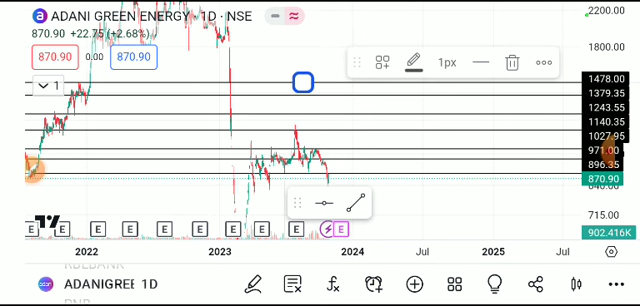 ADANI GREEN ENERGY · 1D · NSE
870.90 +22.75 (+2.68%)
870.90 0.00 870.90
1
1px
2200.00
1800.00
1478.00
1379.35
1243.55
1140.35
1027.95
971.00
896.35
870.90
715.00
902.416K
E E E E E E E E E
2022 2023 2024 Jul 2025 Jul
ADANIGREE 1D